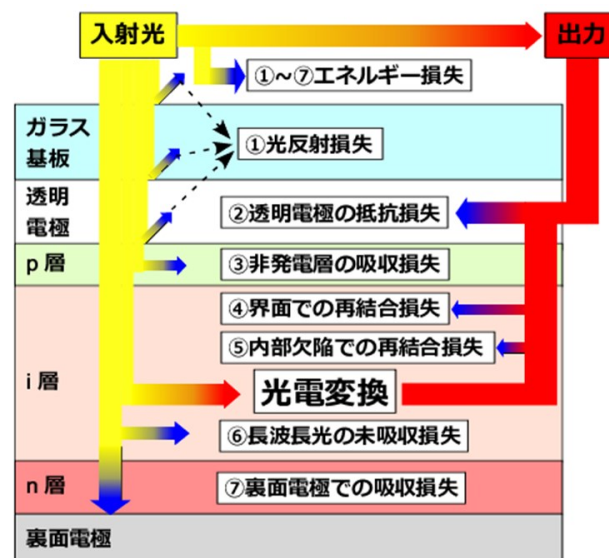 入射光
出力
①~⑦エネルギー損失
ガラス
基板
①光反射損失
透明
電極
②透明電極の抵抗損失
p 層
③非発電層の吸収損失
④界面での再結合損失
⑤内部欠陥での再結合損失
i 層
光電変換
⑥長波長光の未吸収損失
n 層
⑦裏面電極での吸収損失
裏面電極